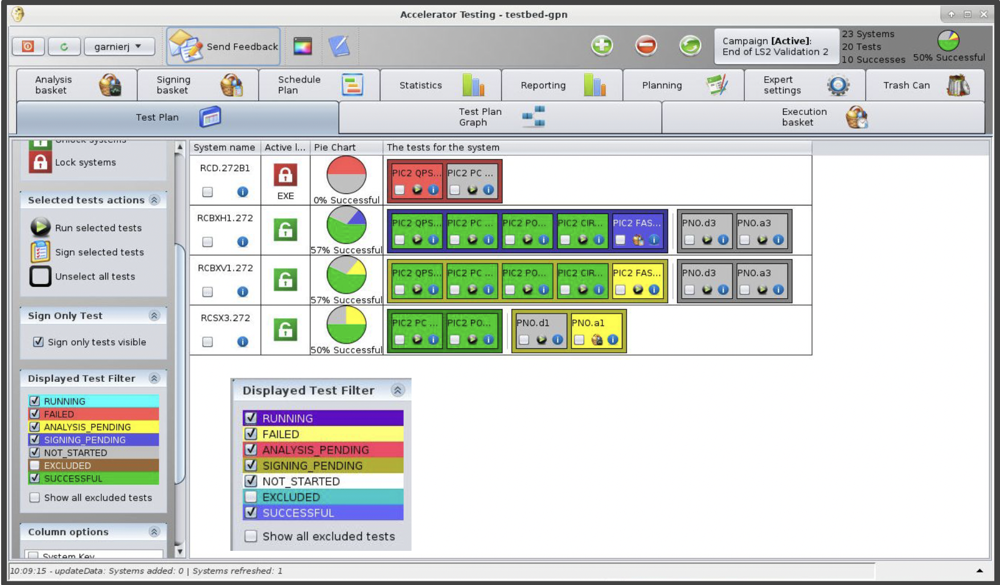 Accelerator Testing - testbed-gpn
garnierj
Send Feedback
Campaign [Active]:
End of LS2 Validation 2
23 Systems
20 Tests
10 Successes
50% Successful
Analysis
basket
Signing
basket
Schedule
Plan
Statistics
Reporting
Planning
Expert
settings
Trash Can
Test Plan
Test Plan
Graph
Execution
basket
Unlock systems
Lock systems
Selected tests actions
Run selected tests
Sign selected tests
Unselect all tests
Sign Only Test
Sign only tests visible
Displayed Test Filter
RUNNING
FAILED
ANALYSIS_PENDING
SIGNING_PENDING
NOT_STARTED
EXCLUDED
SUCCESSFUL
Show all excluded tests
Column options
System Key
System name Active l... Pie Chart The tests for the system
RCD.272B1
EXE
0% Successful
PIC2 QPS... PIC2 PC ...
RCBXH1.272
57% Successful
PIC2 QPS... PIC2 PC ... PIC2 PO... PIC2 CIR... PIC2 FAS... PNO.d3 PNO.a3
RCBXV1.272
57% Successful
PIC2 QPS... PIC2 PC ... PIC2 PO... PIC2 CIR... PIC2 FAS... PNO.d3 PNO.a3
RCSX3.272
50% Successful
PIC2 PC ... PIC2 PO... PNO.d1 PNO.a1
Displayed Test Filter
RUNNING
FAILED
ANALYSIS_PENDING
SIGNING_PENDING
NOT_STARTED
EXCLUDED
SUCCESSFUL
Show all excluded tests
10:09:15 - updateData: Systems added: 0 | Systems refreshed: 1